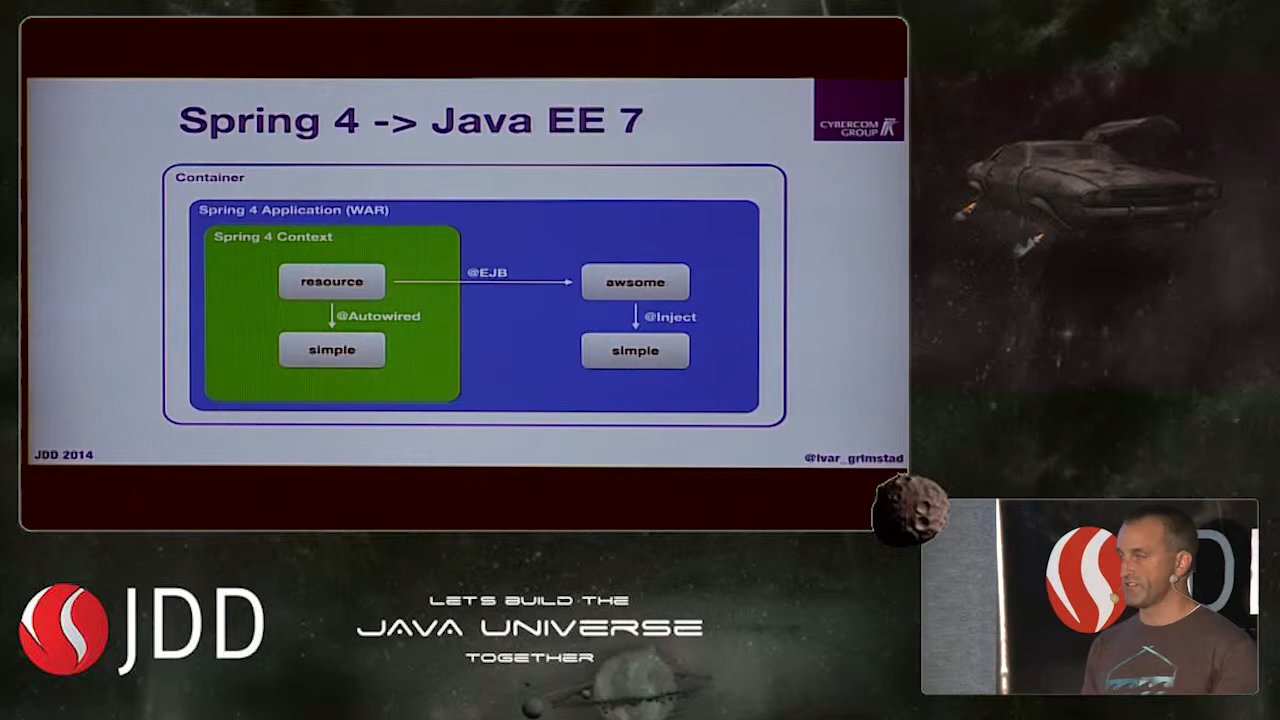 Spring 4 -> Java EE 7
CYBERCOM
GROUP
Container
Spring 4 Application (WAR)
Spring 4 Context
resource
@EJB
awsome
@Autowired
@Inject
simple
simple
JDD 2014
@ivar_grimstad
JDD
LETS BUILD THE
JAVA UNIVERSE
TOGETHER